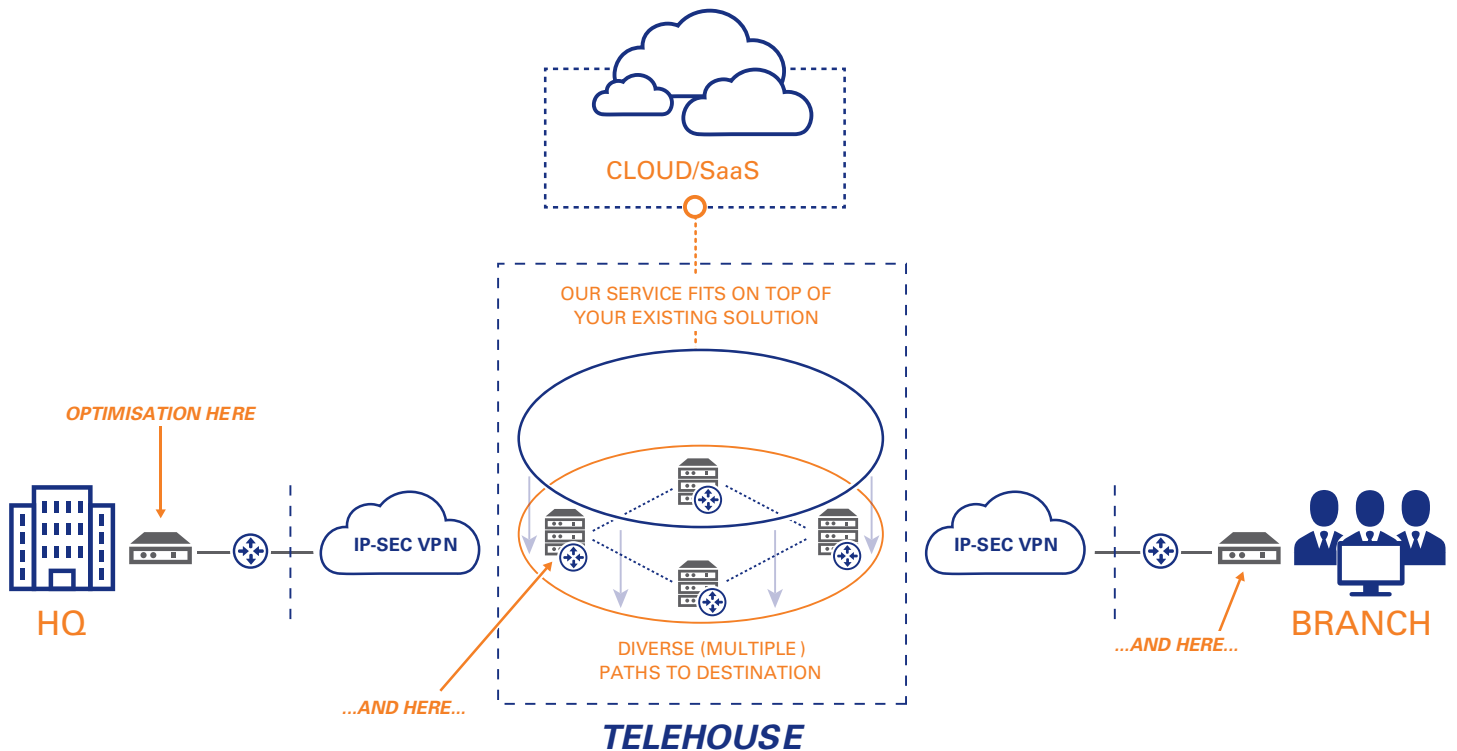 CLOUD/SaaS
OUR SERVICE FITS ON TOP OF
YOUR EXISTING SOLUTION
OPTIMISATION HERE
IP-SEC VPN
IP-SEC VPN
HQ
BRANCH
...AND HERE...
DIVERSE (MULTIPLE)
PATHS TO DESTINATION
...AND HERE...
TELEHOUSE